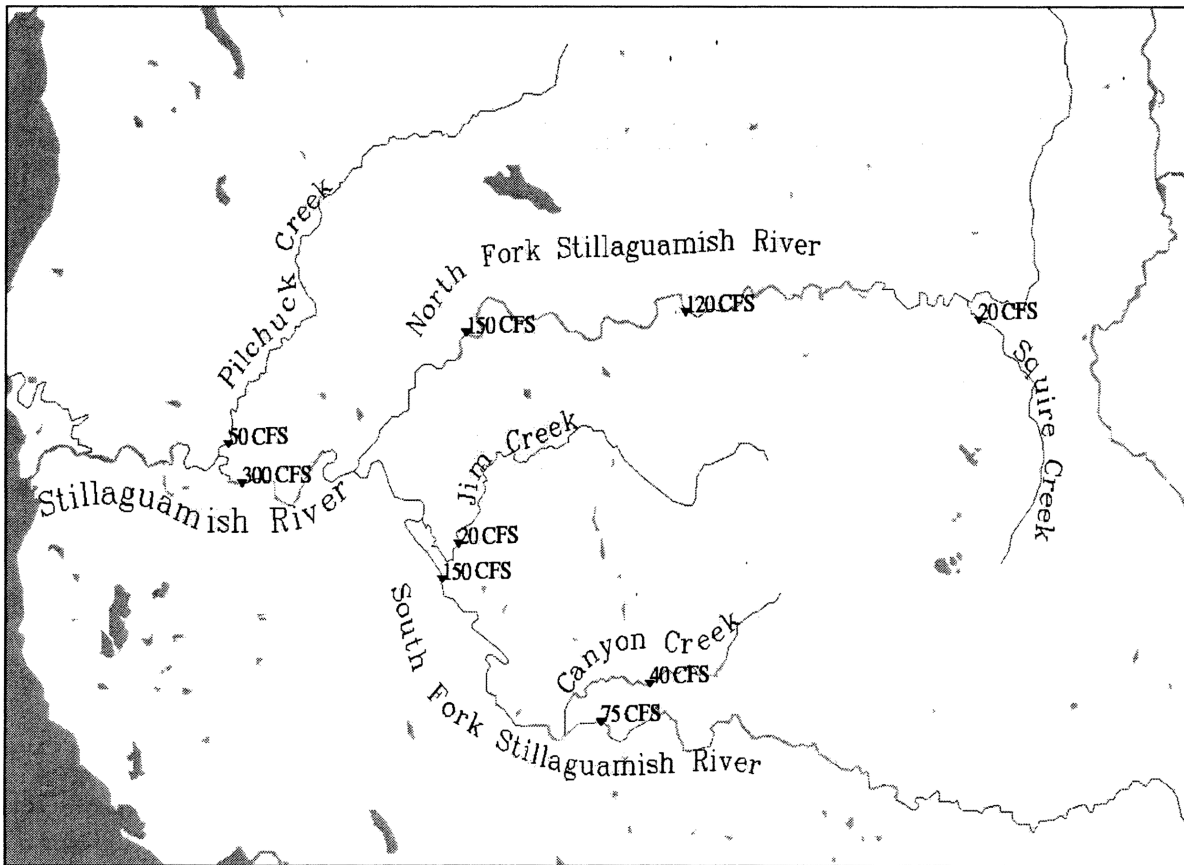 Pilchuck Creek
North Fork Stillaguamish River
120 CFS
150 CFS
20 CFS
Squire Creek
50 CFS
300 CFS
Stillaguamish River
Jim Creek
20 CFS
150 CFS
South Fork Stillaguamish River
Canyon Creek
40 CFS
75 CFS